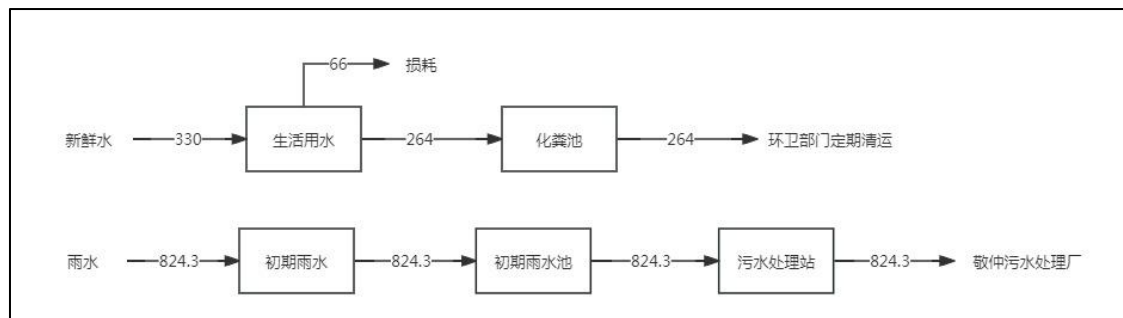 66 损耗
新鲜水 330 生活用水 264 化粪池 264 环卫部门定期清运
雨水 824.3 初期雨水 824.3 初期雨水池 824.3 污水处理站 824.3 敬仲污水处理厂